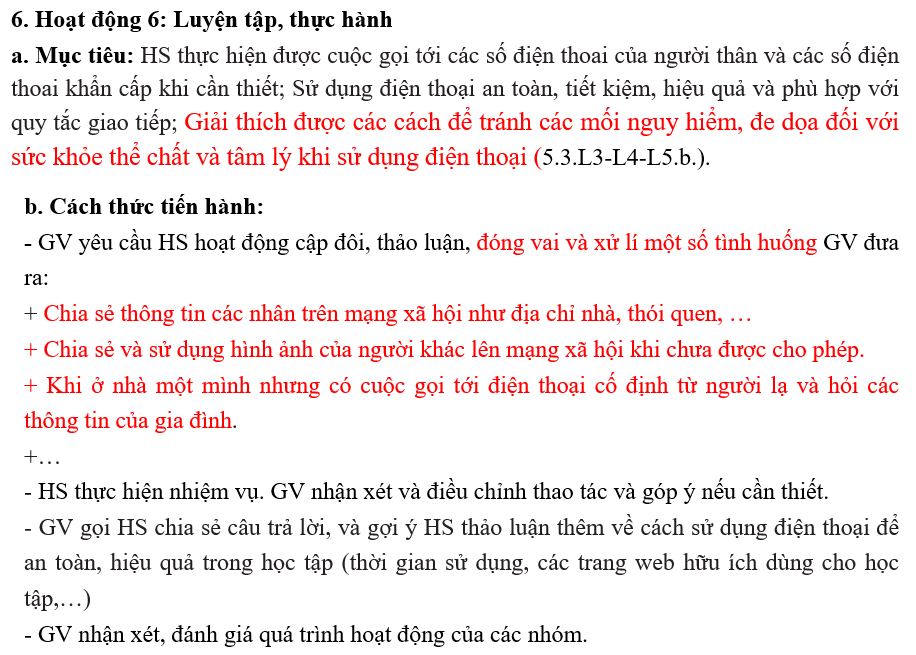 6. Hoạt động 6: Luyện tập, thực hành
a. Mục tiêu: HS thực hiện được cuộc gọi tới các số điện thoai của người thân và các số điện
thoai khẩn cấp khi cần thiết; Sử dụng điện thoại an toàn, tiết kiệm, hiệu quả và phù hợp với
quy tắc giao tiếp; Giải thích được các cách để tránh các mối nguy hiểm, đe dọa đối với
sức khỏe thể chất và tâm lý khi sử dụng điện thoại (5.3.L3-L4-L5.b.).
b. Cách thức tiến hành:
- GV yêu cầu HS hoạt động cập đôi, thảo luận, đóng vai và xử lí một số tình huống GV đưa
ra:
+ Chia sẻ thông tin các nhân trên mạng xã hội như địa chỉ nhà, thói quen, …
+ Chia sẻ và sử dụng hình ảnh của người khác lên mạng xã hội khi chưa được cho phép.
+ Khi ở nhà một mình nhưng có cuộc gọi tới điện thoại cố định từ người lạ và hỏi các
thông tin của gia đình.
+…
- HS thực hiện nhiệm vụ. GV nhận xét và điều chỉnh thao tác và góp ý nếu cần thiết.
- GV gọi HS chia sẻ câu trả lời, và gợi ý HS thảo luận thêm về cách sử dụng điện thoại để
an toàn, hiệu quả trong học tập (thời gian sử dụng, các trang web hữu ích dùng cho học
tập,…)
- GV nhận xét, đánh giá quá trình hoạt động của các nhóm.